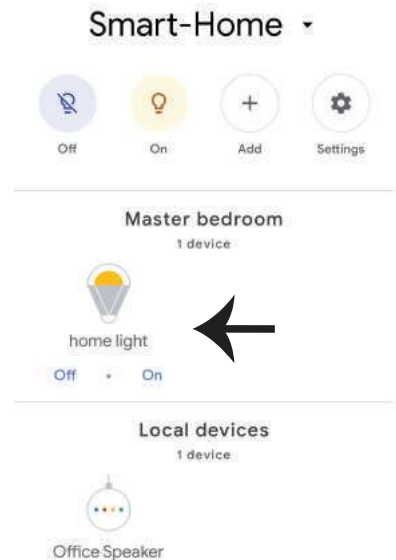 Smart-Home
Off On Add Settings
Master bedroom
1 device
home light
Off • On
Local devices
1 device
Office Speaker